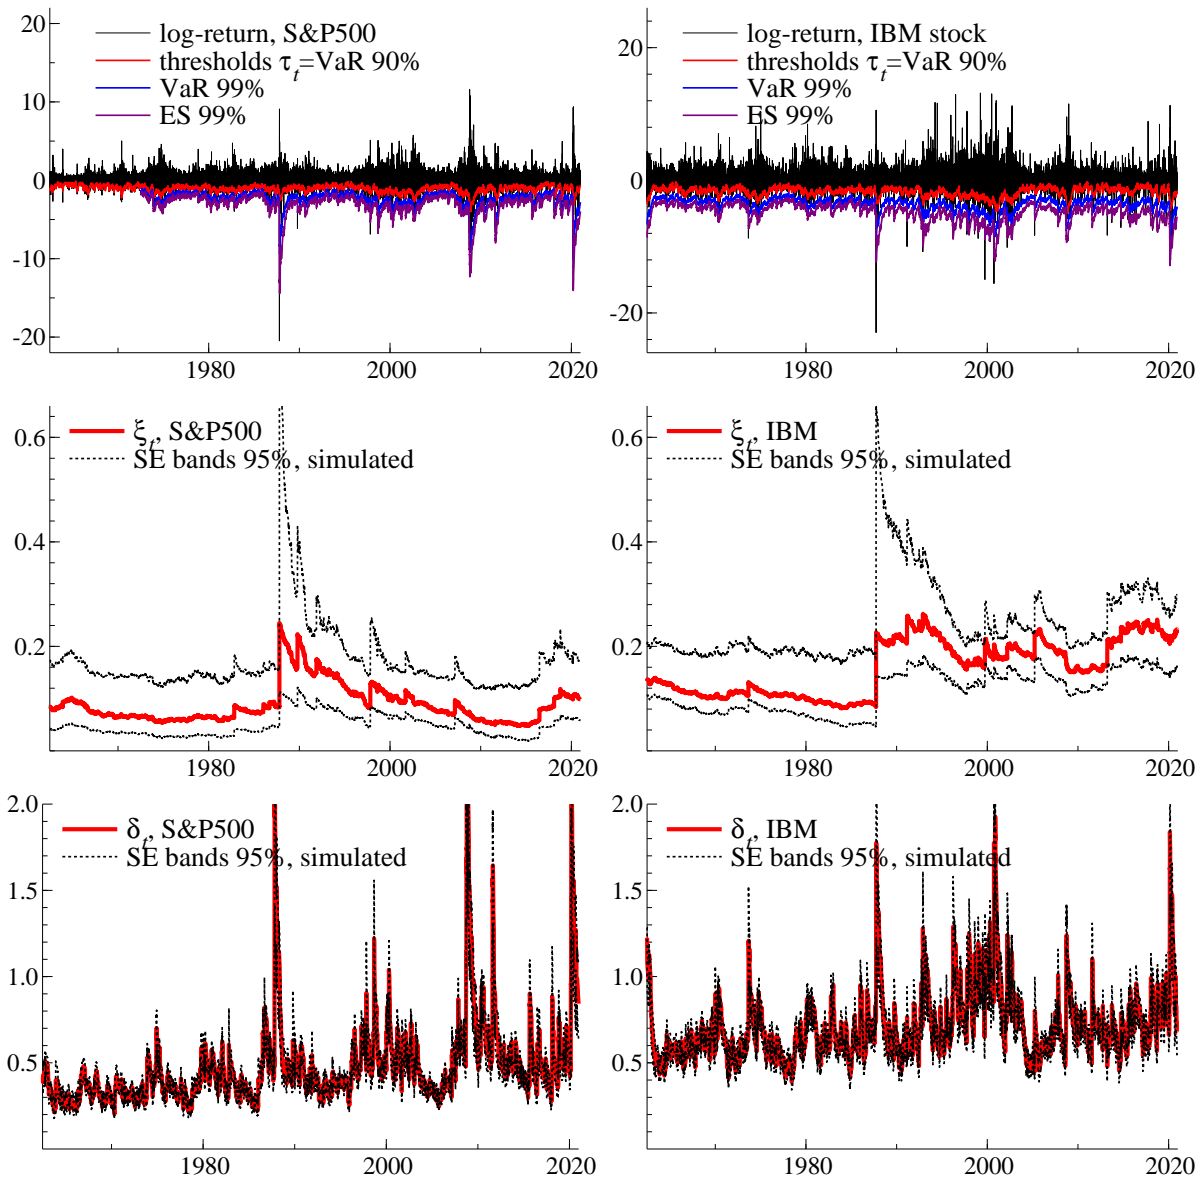 20
10
0
-10
-20
log-return, S&P500
thresholds τt=VaR 90%
VaR 99%
ES 99%
1980
2000
2020
20
0
-20
log-return, IBM stock
thresholds τt=VaR 90%
VaR 99%
ES 99%
1980
2000
2020
0.6
0.4
0.2
ξt, S&P500
SE bands 95%, simulated
1980
2000
2020
0.6
0.4
0.2
ξt, IBM
SE bands 95%, simulated
1980
2000
2020
2.0
1.5
1.0
0.5
δt, S&P500
SE bands 95%, simulated
1980
2000
2020
2.0
1.5
1.0
0.5
δt, IBM
SE bands 95%, simulated
1980
2000
2020